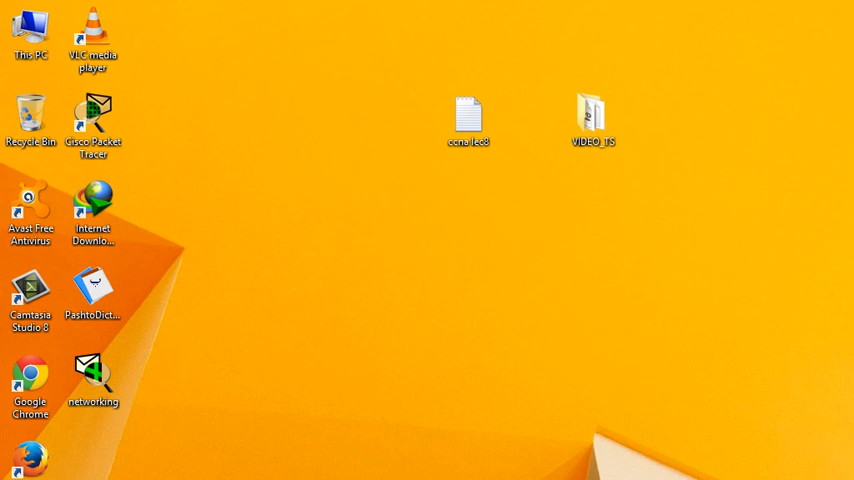 This PC
VLC media
player
Recycle Bin
Cisco Packet
Tracer
Avast Free
Antivirus
Internet
Downlo...
Camtasia
Studio 8
PashtoDict...
Google
Chrome
networking
ccna lec8
VIDEO_TS